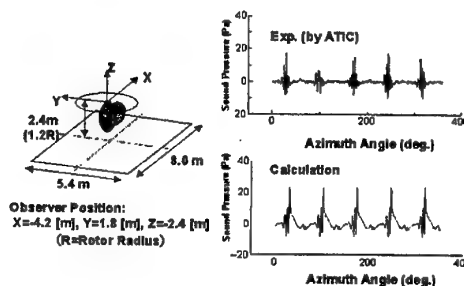 Z
X
Y
2.4m
(1.2R)
8.0 m
5.4 m
Observer Position:
X=-4.2 [m], Y=1.8 [m], Z=-2.4 [m]
(R=Rotor Radius)
Sound Pressure (Pa)
20
0
-20
Exp. (by ATIC)
0
200
40
Azimuth Angle (deg.)
Sound Pressure (Pa)
20
0
-20
Calculation
0
200
40
Azimuth Angle (deg.)